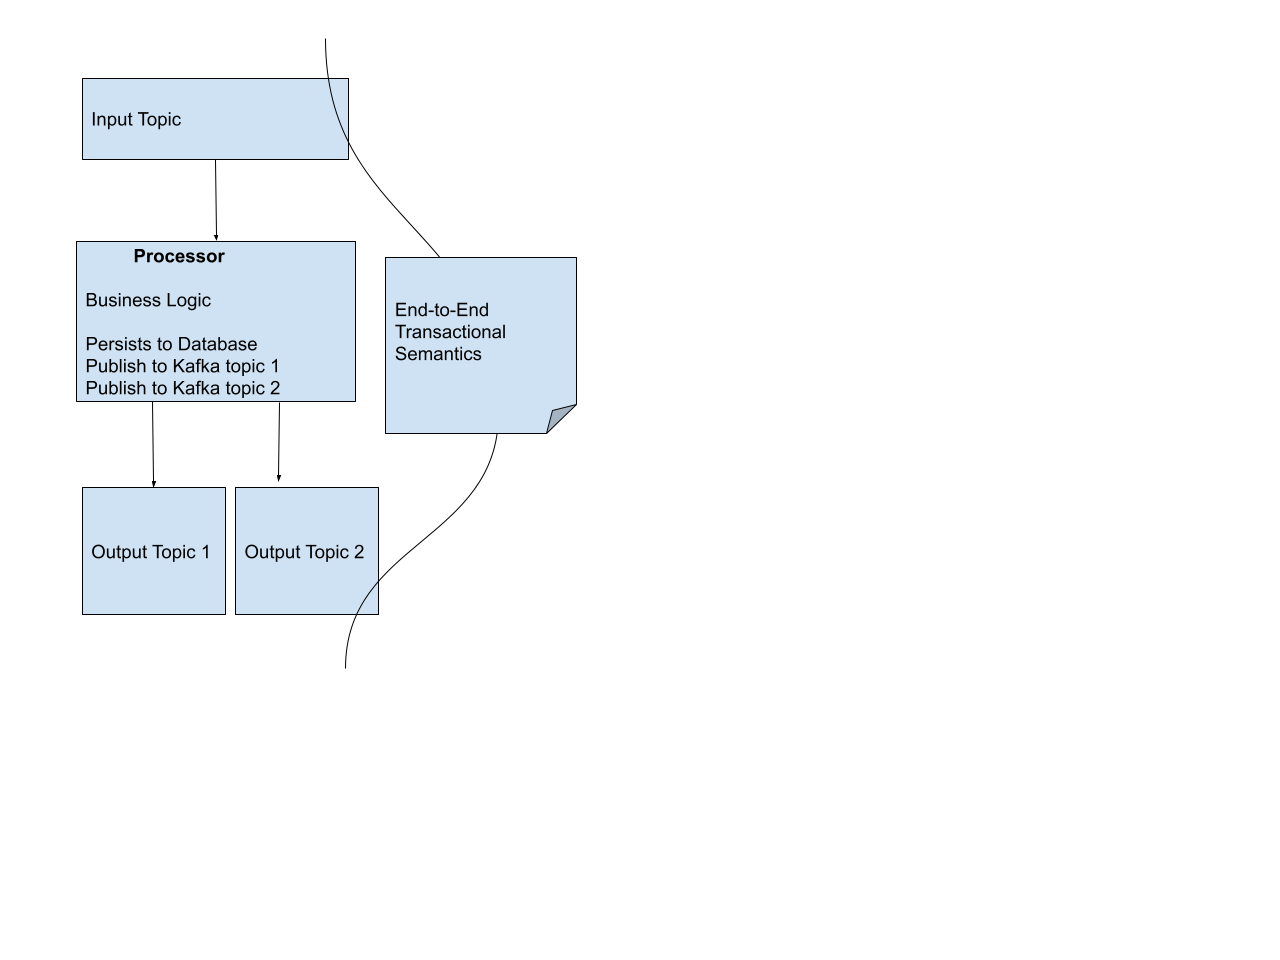 Input Topic
Processor
Business Logic
Persists to Database
Publish to Kafka topic 1
Publish to Kafka topic 2
End-to-End
Transactional
Semantics
Output Topic 1
Output Topic 2